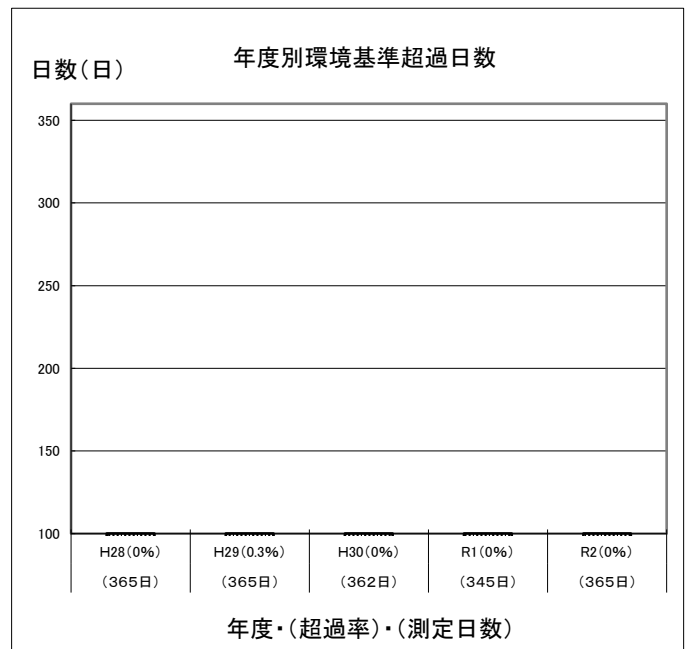 年度別環境基準超過日数
日数（日）
350
300
250
200
150
100
H28（0%） H29（0.3%） H30（0%） R1（0%） R2（0%）
（365日） （365日） （362日） （345日） （365日）
年度・（超過率）・（測定日数）